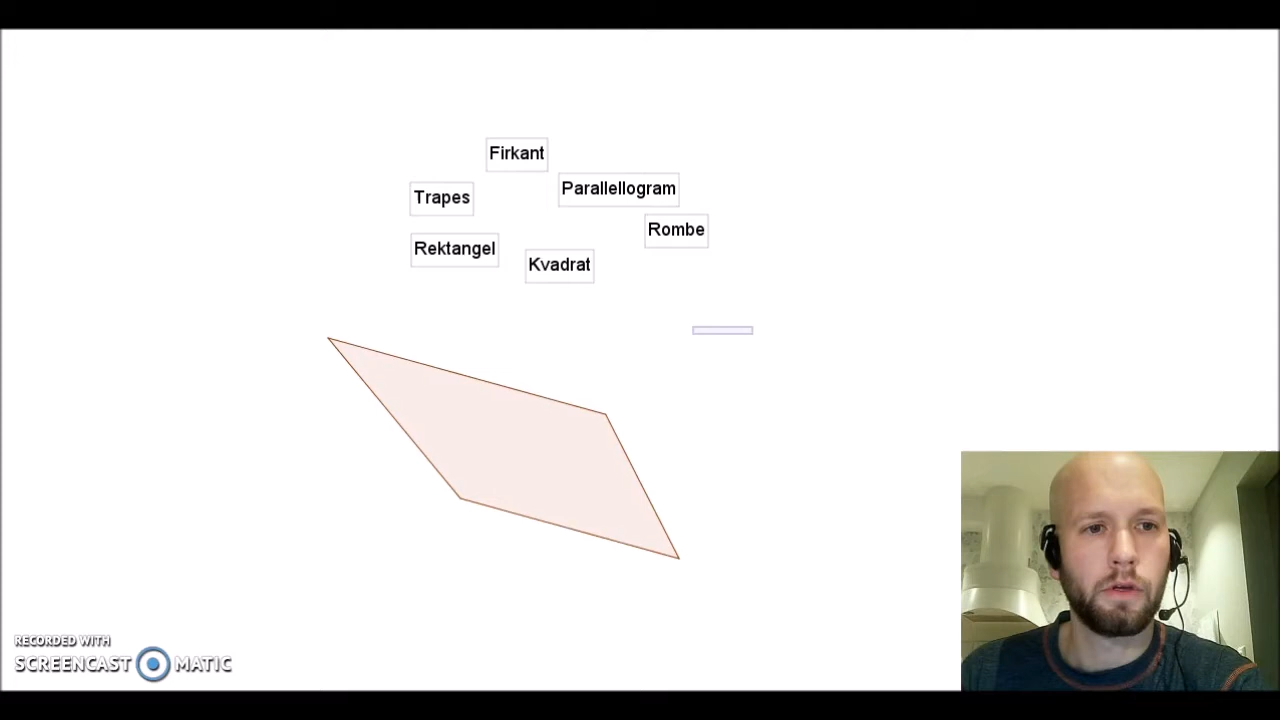 Firkant
Parallellogram
Trapes
Rombe
Rektangel
Kvadrat
RECORDED WITH
SCREENCAST MATIC